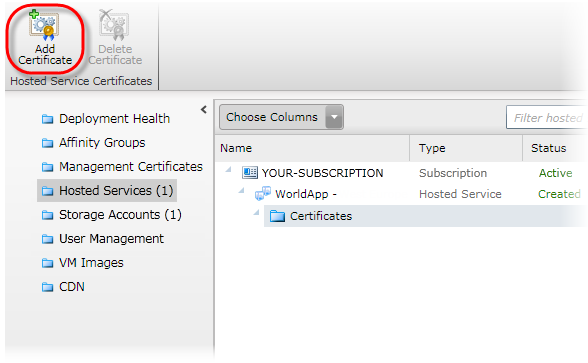 Add Certificate
Delete Certificate
Hosted Service Certificates
Deployment Health
Affinity Groups
Management Certificates
Hosted Services (1)
Storage Accounts (1)
User Management
VM Images
CDN
Choose Columns
Filter hosted
Name Type Status
YOUR-SUBSCRIPTION Subscription Active
WorldApp - Hosted Service Created
Certificates